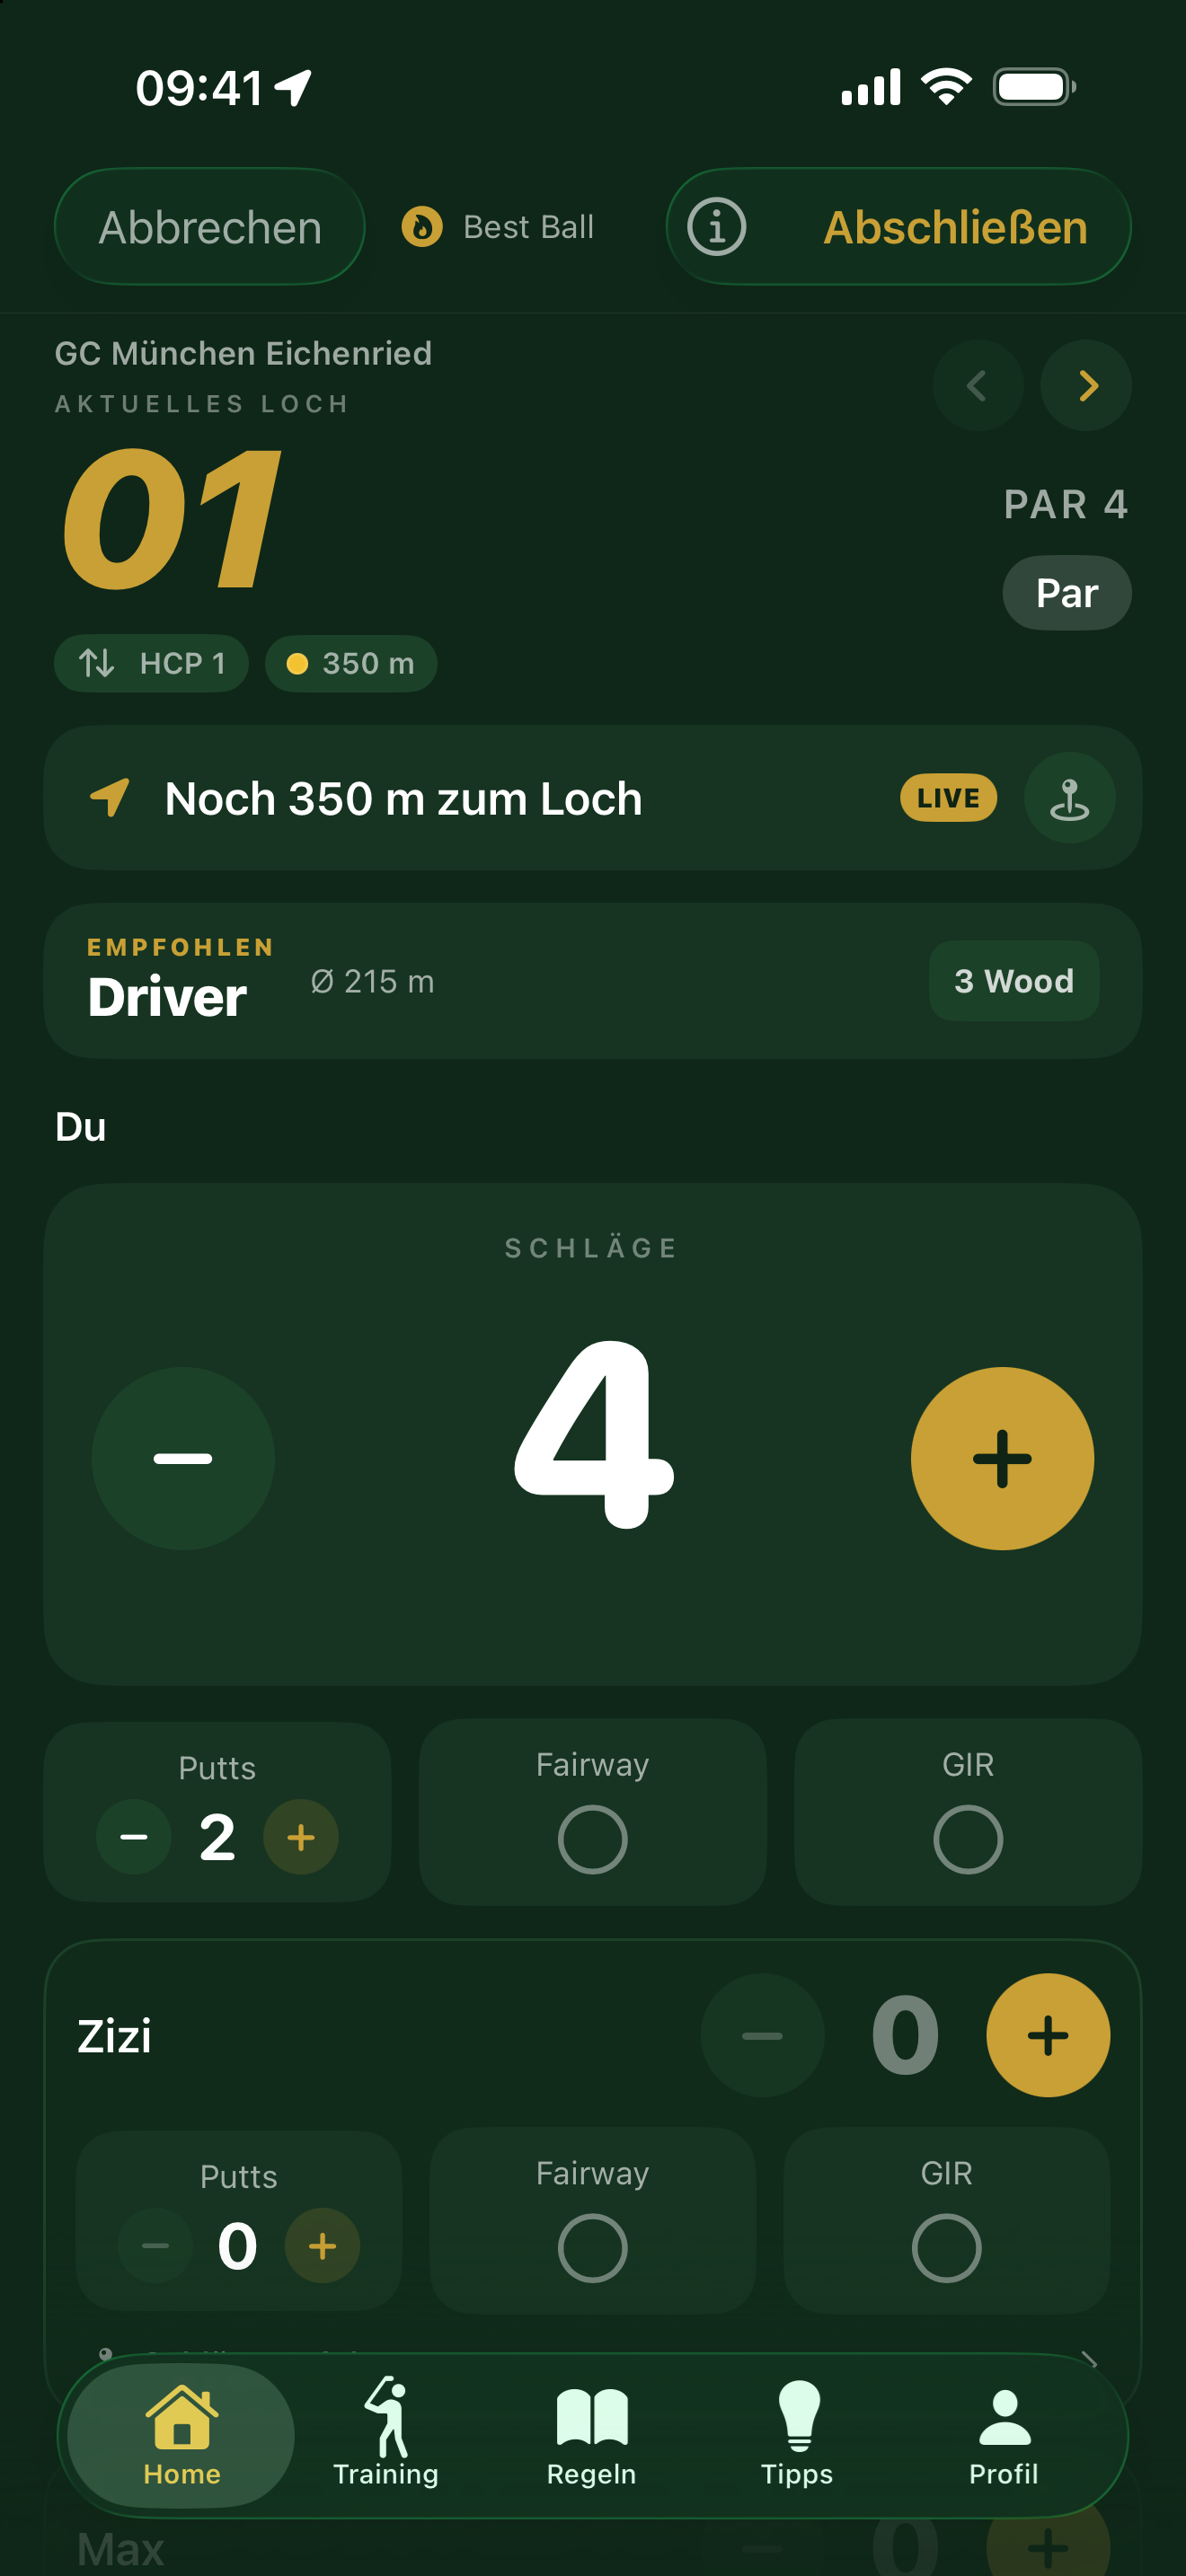 09:41
Abbrechen
Best Ball
Abschließen
GC München Eichenried
AKTUELLES LOCH
01
PAR 4
Par
HCP 1
350 m
Noch 350 m zum Loch
LIVE
EMPFOHLEN
Driver
Ø 215 m
3 Wood
Du
SCHLÄGE
4
Putts
Fairway
GIR
2
Zizi
0
Putts
Fairway
GIR
0
Home
Training
Regeln
Tipps
Profil
Max
0